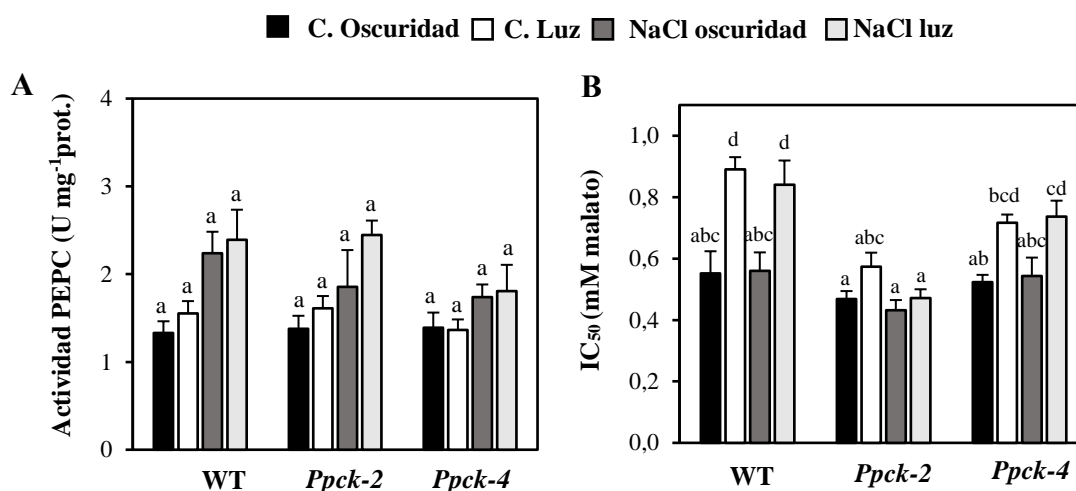 C. Oscuridad C. Luz NaCl oscuridad NaCl luz
A
Actividad PEPC (U mg⁻¹prot.)
4
3
2
1
0
a a a a
a a a a
a a a a
WT Ppck-2 Ppck-4
B
IC₅₀ (mM malato)
1,0
0,8
0,6
0,4
0,2
0,0
abc d abc d
a abc a a
ab bcd abc cd
WT Ppck-2 Ppck-4